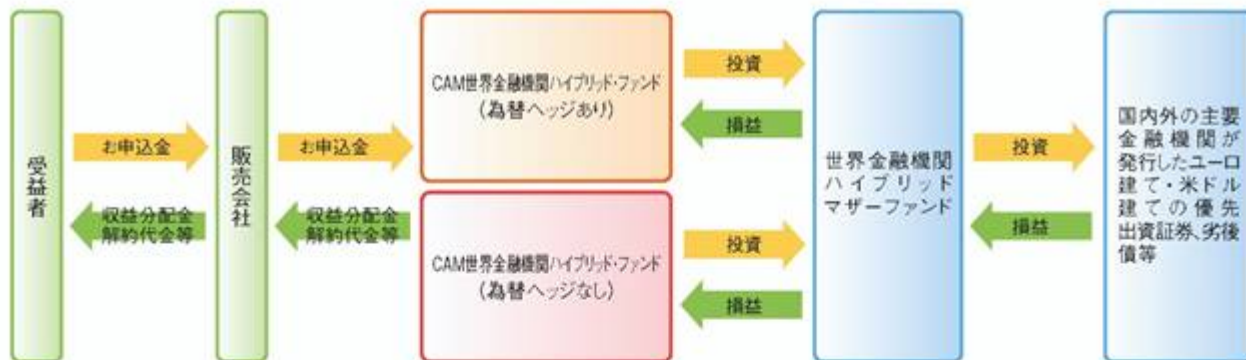 受益者
お申込金
収益分配金
解約代金等
販売会社
お申込金
収益分配金
解約代金等
CAM世界金融機関ハイブリッド・ファンド
(為替ヘッジあり)
CAM世界金融機関ハイブリッド・ファンド
(為替ヘッジなし)
投資
損益
投資
損益
世界金融機関
ハイブリッド
マザーファンド
投資
損益
国内外の主要
金融機関が
発行したユーロ
建て・米ドル
建ての優先
出資証券、劣後
債等